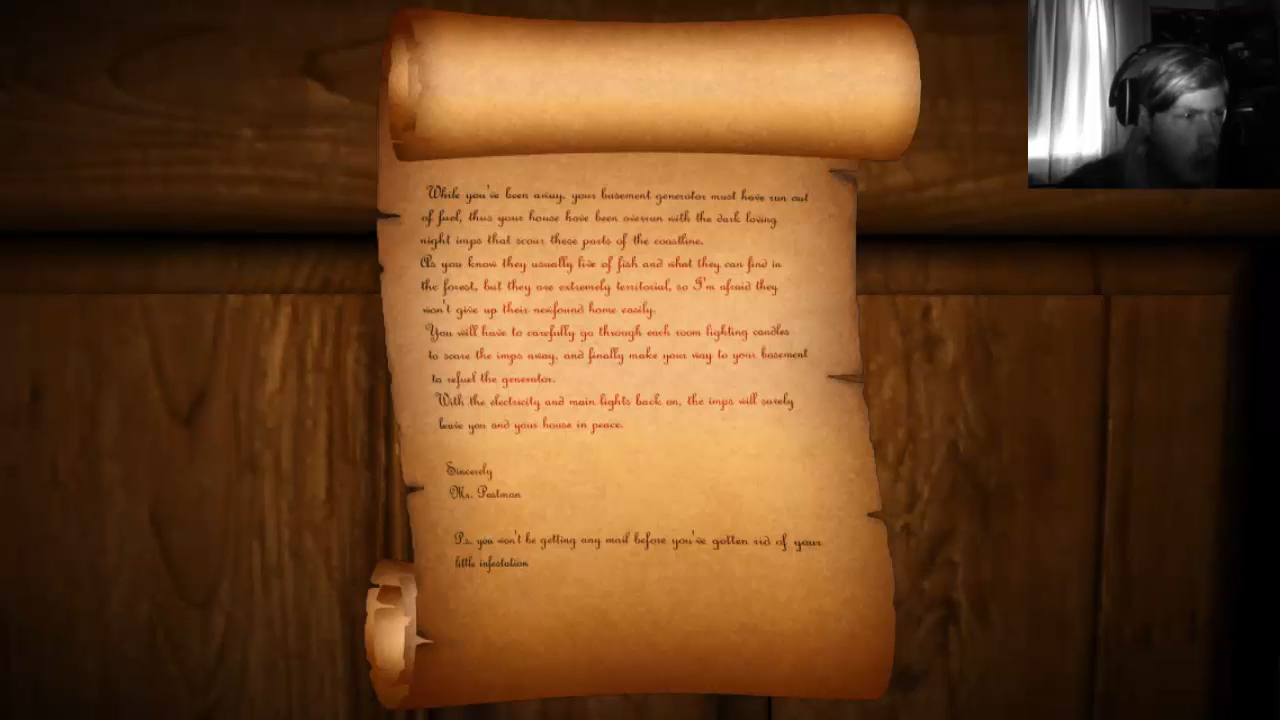 While you've been away, your basement generator must have run out
of fuel, thus your house have been overrun with the dark loving
night imps that scour these parts of the coastline.
As you know they usually live of fish and what they can find in
the forest, but they are extremely territorial, so I'm afraid they
won't give up their newfound home easily.
You will have to carefully go through each room lighting candles
to scare the imps away, and finally make your way to your basement
to refuel the generator.
With the electricity and main lights back on, the imps will surely
leave you and your house in peace.
Sincerely
Mr. Postman
P.s. you won't be getting any mail before you've gotten rid of your
little infestation